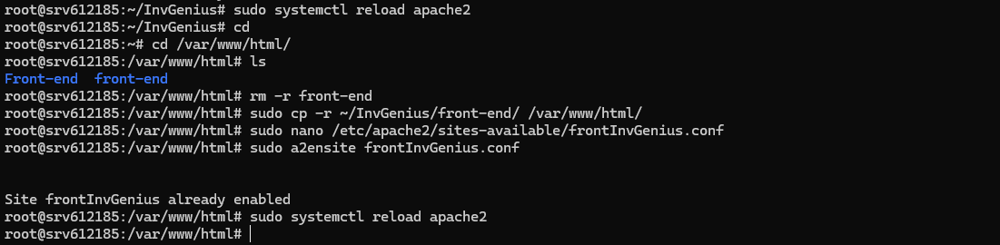 root@srv612185:~/InvGenius# sudo systemctl reload apache2
root@srv612185:~/InvGenius# cd
root@srv612185:~# cd /var/www/html/
root@srv612185:/var/www/html# ls
Front-end  front-end
root@srv612185:/var/www/html# rm -r front-end
root@srv612185:/var/www/html# sudo cp -r ~/InvGenius/front-end/ /var/www/html/
root@srv612185:/var/www/html# sudo nano /etc/apache2/sites-available/frontInvGenius.conf
root@srv612185:/var/www/html# sudo a2ensite frontInvGenius.conf
Site frontInvGenius already enabled
root@srv612185:/var/www/html# sudo systemctl reload apache2
root@srv612185:/var/www/html#